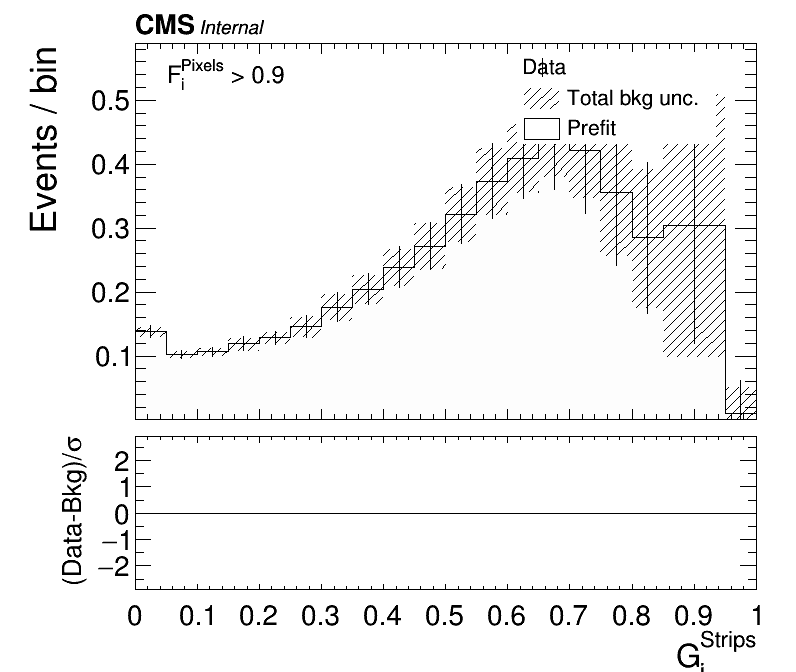 CMS Internal
F_i^Pixels > 0.9
Data
Total bkg unc.
Prefit
Events / bin
0.5
0.4
0.3
0.2
0.1
(Data-Bkg)/σ
2
1
0
−1
−2
0 0.1 0.2 0.3 0.4 0.5 0.6 0.7 0.8 0.9 1
G_i^Strips